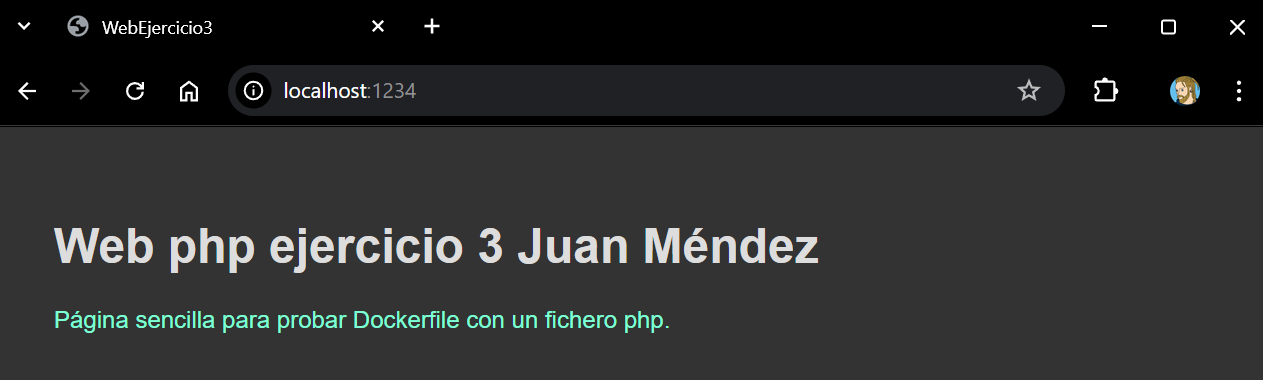 WebEjercicio3
localhost:1234
Web php ejercicio 3 Juan Méndez
Página sencilla para probar Dockerfile con un fichero php.